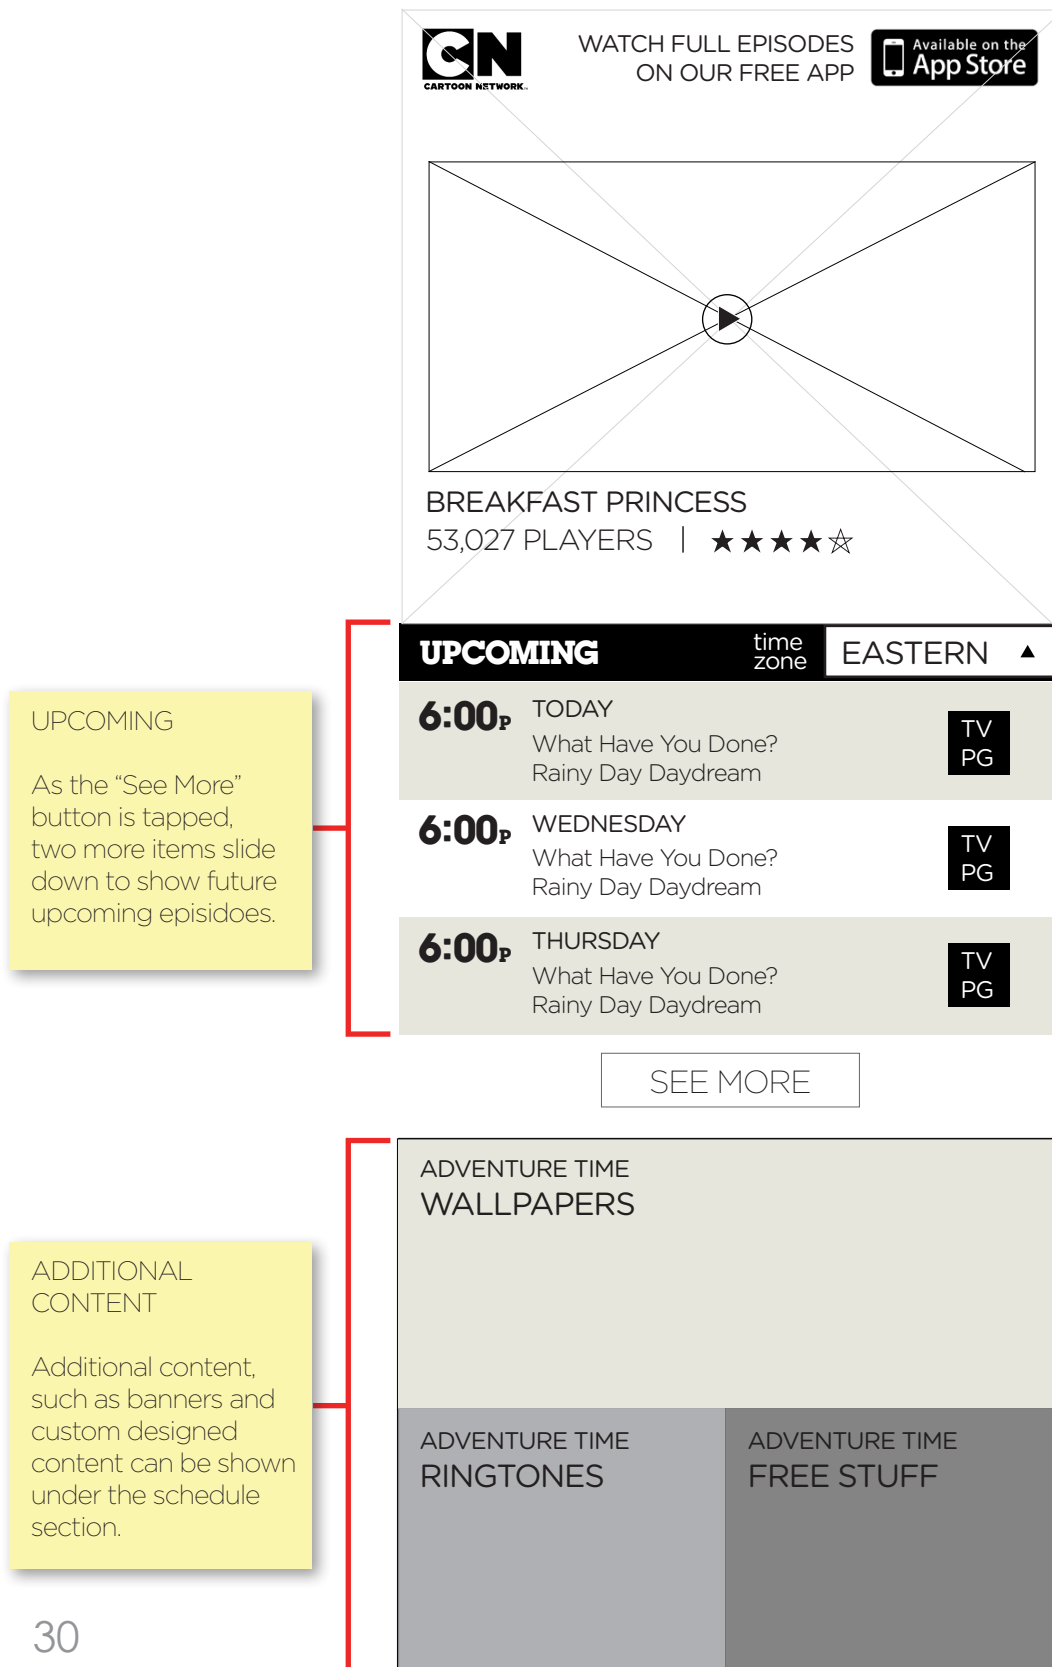 CN
CARTOON NETWORK™
WATCH FULL EPISODES
ON OUR FREE APP
Available on the
App Store
BREAKFAST PRINCESS
53,027 PLAYERS | ★★★★☆
UPCOMING
time
zone
EASTERN ▲
6:00P
TODAY
What Have You Done?
Rainy Day Daydream
TV
PG
6:00P
WEDNESDAY
What Have You Done?
Rainy Day Daydream
TV
PG
6:00P
THURSDAY
What Have You Done?
Rainy Day Daydream
TV
PG
SEE MORE
UPCOMING
As the “See More”
button is tapped,
two more items slide
down to show future
upcoming episidoes.
ADVENTURE TIME
WALLPAPERS
ADVENTURE TIME
RINGTONES
ADVENTURE TIME
FREE STUFF
ADDITIONAL
CONTENT
Additional content,
such as banners and
custom designed
content can be shown
under the schedule
section.
30